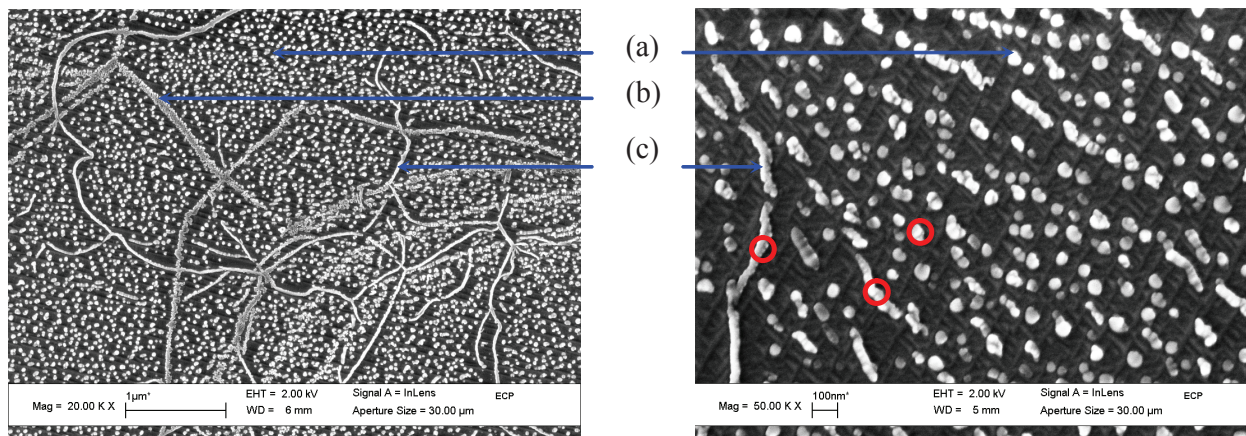 (a)
(b)
(c)
Mag = 20.00 K X
1µm*
EHT = 2.00 kV
WD = 6 mm
Signal A = InLens
Aperture Size = 30.00 µm
ECP
Mag = 50.00 K X
100nm*
EHT = 2.00 kV
WD = 5 mm
Signal A = InLens
Aperture Size = 30.00 µm
ECP